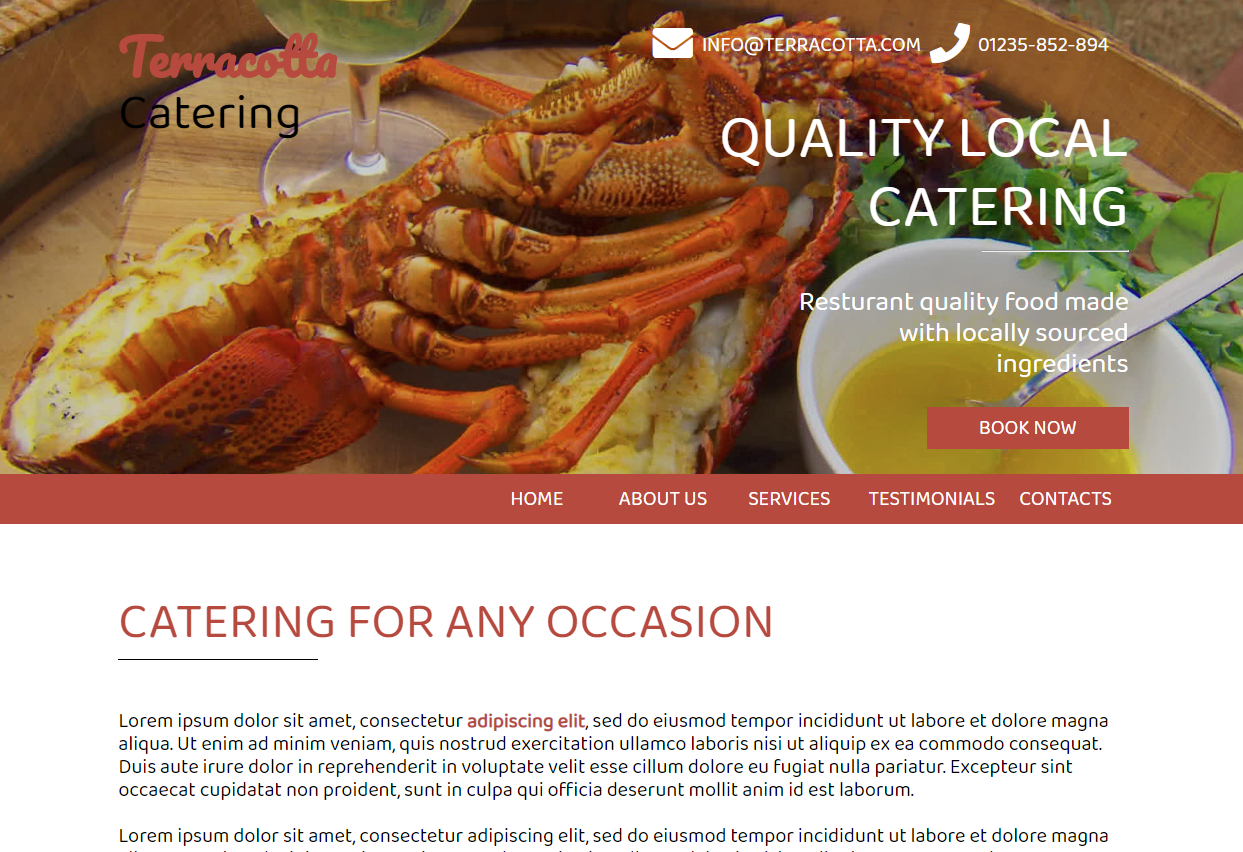 Terracotta
Catering
INFO@TERRACOTTA.COM 01235-852-894
QUALITY LOCAL
CATERING
Resturant quality food made
with locally sourced
ingredients
BOOK NOW
HOME ABOUT US SERVICES TESTIMONIALS CONTACTS
CATERING FOR ANY OCCASION
Lorem ipsum dolor sit amet, consectetur adipiscing elit, sed do eiusmod tempor incididunt ut labore et dolore magna
aliqua. Ut enim ad minim veniam, quis nostrud exercitation ullamco laboris nisi ut aliquip ex ea commodo consequat.
Duis aute irure dolor in reprehenderit in voluptate velit esse cillum dolore eu fugiat nulla pariatur. Excepteur sint
occaecat cupidatat non proident, sunt in culpa qui officia deserunt mollit anim id est laborum.
Lorem ipsum dolor sit amet, consectetur adipiscing elit, sed do eiusmod tempor incididunt ut labore et dolore magna